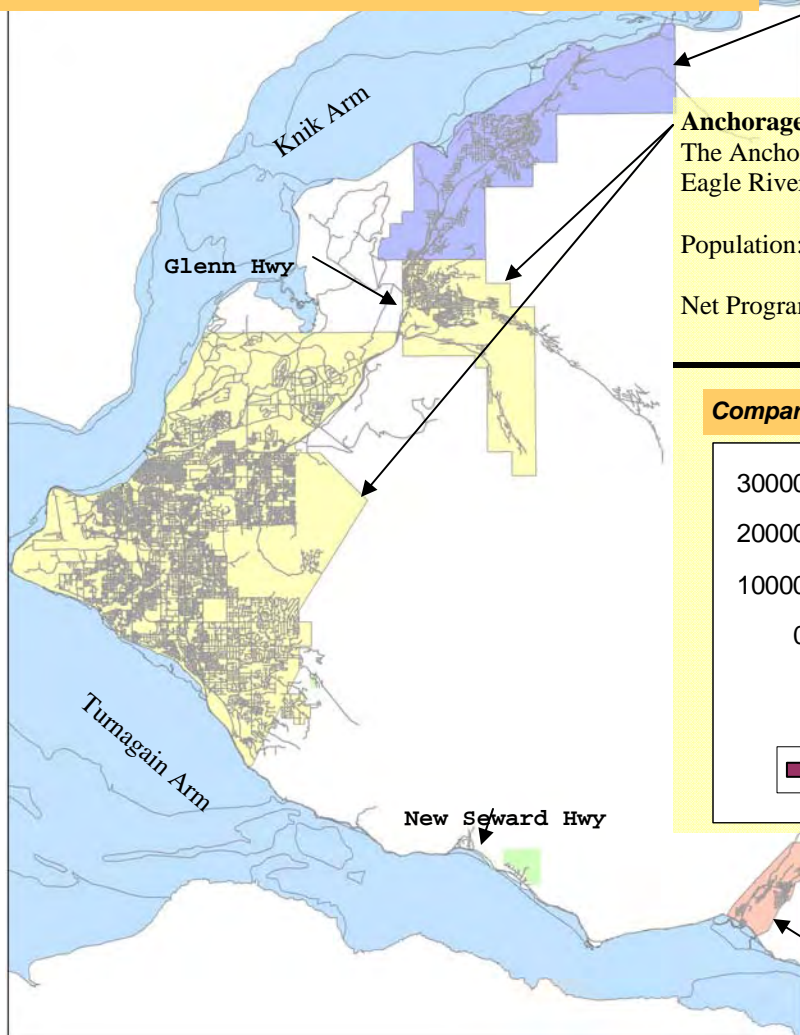 Knik Arm
Anchorage
The Ancho
Eagle River
Population:
Glenn Hwy
Net Program
Compar
30000
20000
10000
0
Turnagain Arm
New Seward Hwy